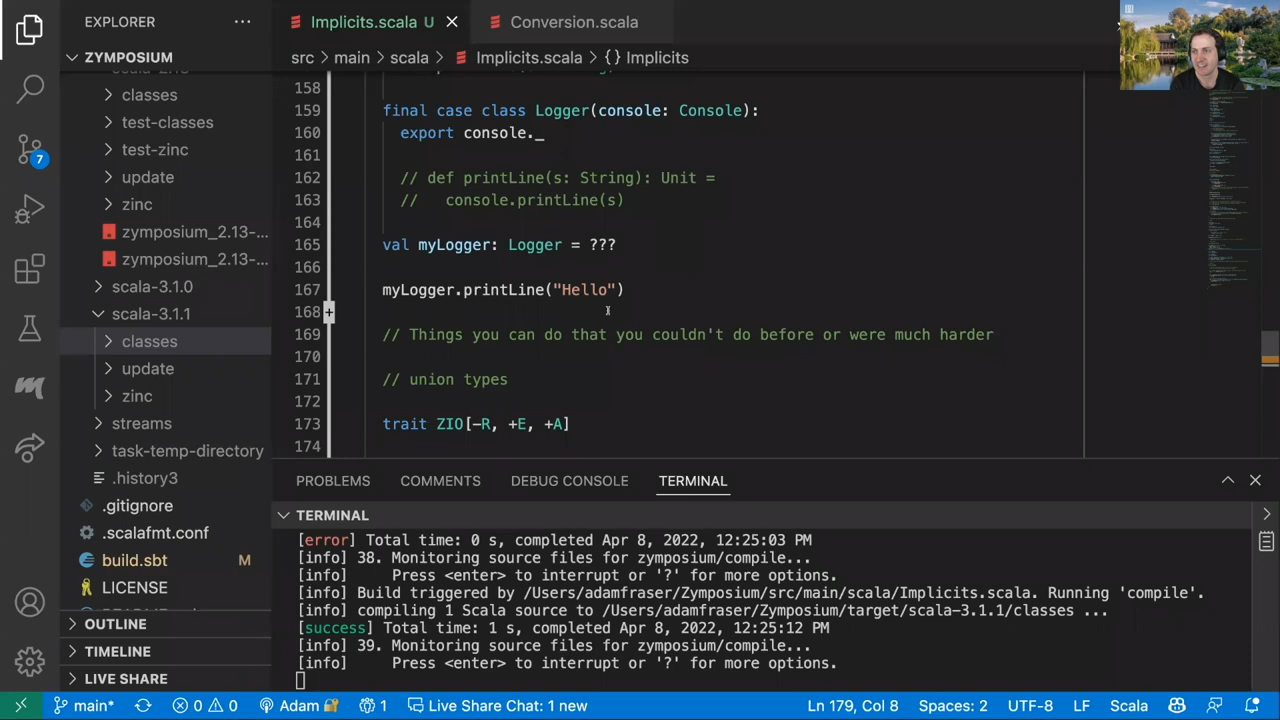 EXPLORER
ZYMPOSIUM
classes
test-classes
test-zinc
update
zinc
zymposium_2.13-...
zymposium_2.13-...
scala-3.1.0
scala-3.1.1
classes
update
zinc
streams
task-temp-directory
.history3
.gitignore
.scalafmt.conf
build.sbt M
LICENSE
OUTLINE
TIMELINE
LIVE SHARE
7
Implicits.scala U
Conversion.scala
src > main > scala > Implicits.scala > {} Implicits
158
159 final case class Logger(console: Console):
160 export console._
161
162 // def printLine(s: String): Unit =
163 // console.printLine(s)
164
165 val myLogger: Logger = ???
166
167 myLogger.printLine("Hello")
168
169 // Things you can do that you couldn't do before or were much harder
170
171 // union types
172
173 trait ZIO[-R, +E, +A]
174
PROBLEMS COMMENTS DEBUG CONSOLE TERMINAL
TERMINAL
[error] Total time: 0 s, completed Apr 8, 2022, 12:25:03 PM
[info] 38. Monitoring source files for zymposium/compile...
[info] Press <enter> to interrupt or '?' for more options.
[info] Build triggered by /Users/adamfraser/Zymposium/src/main/scala/Implicits.scala. Running 'compile'.
[info] compiling 1 Scala source to /Users/adamfraser/Zymposium/target/scala-3.1.1/classes ...
[success] Total time: 1 s, completed Apr 8, 2022, 12:25:12 PM
[info] 39. Monitoring source files for zymposium/compile...
[info] Press <enter> to interrupt or '?' for more options.
main* 0 0 Adam 1 Live Share Chat: 1 new Ln 179, Col 8 Spaces: 2 UTF-8 LF Scala